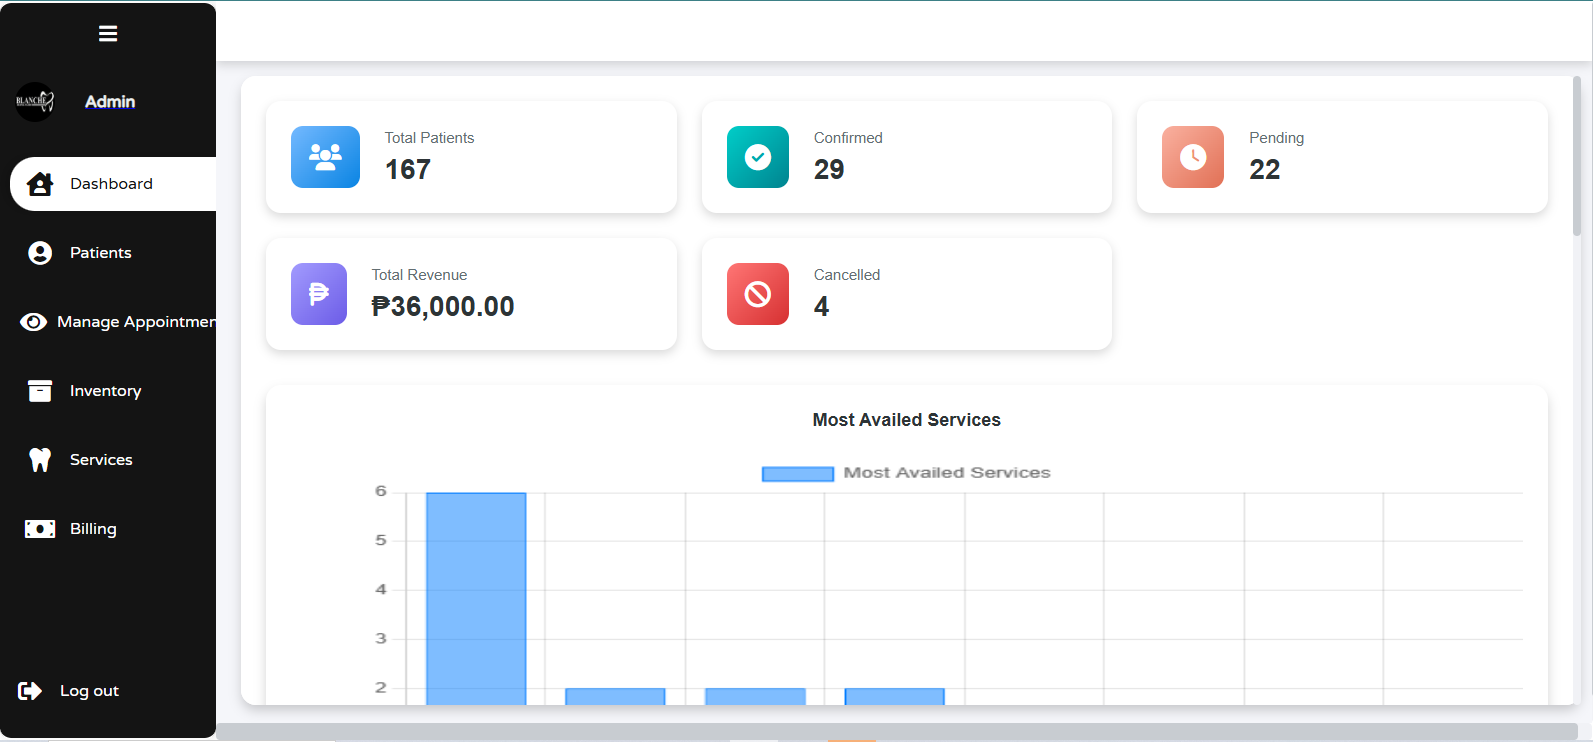 BLANCHE
Admin
Dashboard
Patients
Manage Appointmen
Inventory
Services
Billing
Log out
Total Patients
167
Confirmed
29
Pending
22
Total Revenue
₱36,000.00
Cancelled
4
Most Availed Services
Most Availed Services
6
5
4
3
2